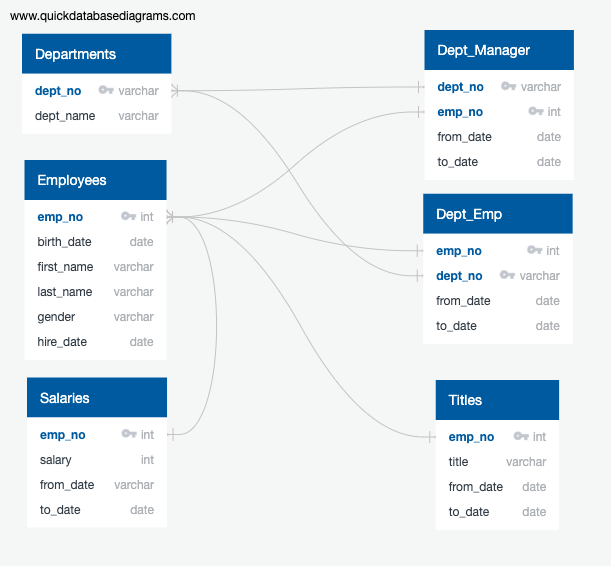 www.quickdatabasediagrams.com
Departments
dept_no varchar
dept_name varchar
Employees
emp_no int
birth_date date
first_name varchar
last_name varchar
gender varchar
hire_date date
Salaries
emp_no int
salary int
from_date varchar
to_date date
Dept_Manager
dept_no varchar
emp_no int
from_date date
to_date date
Dept_Emp
emp_no int
dept_no varchar
from_date date
to_date date
Titles
emp_no int
title varchar
from_date date
to_date date